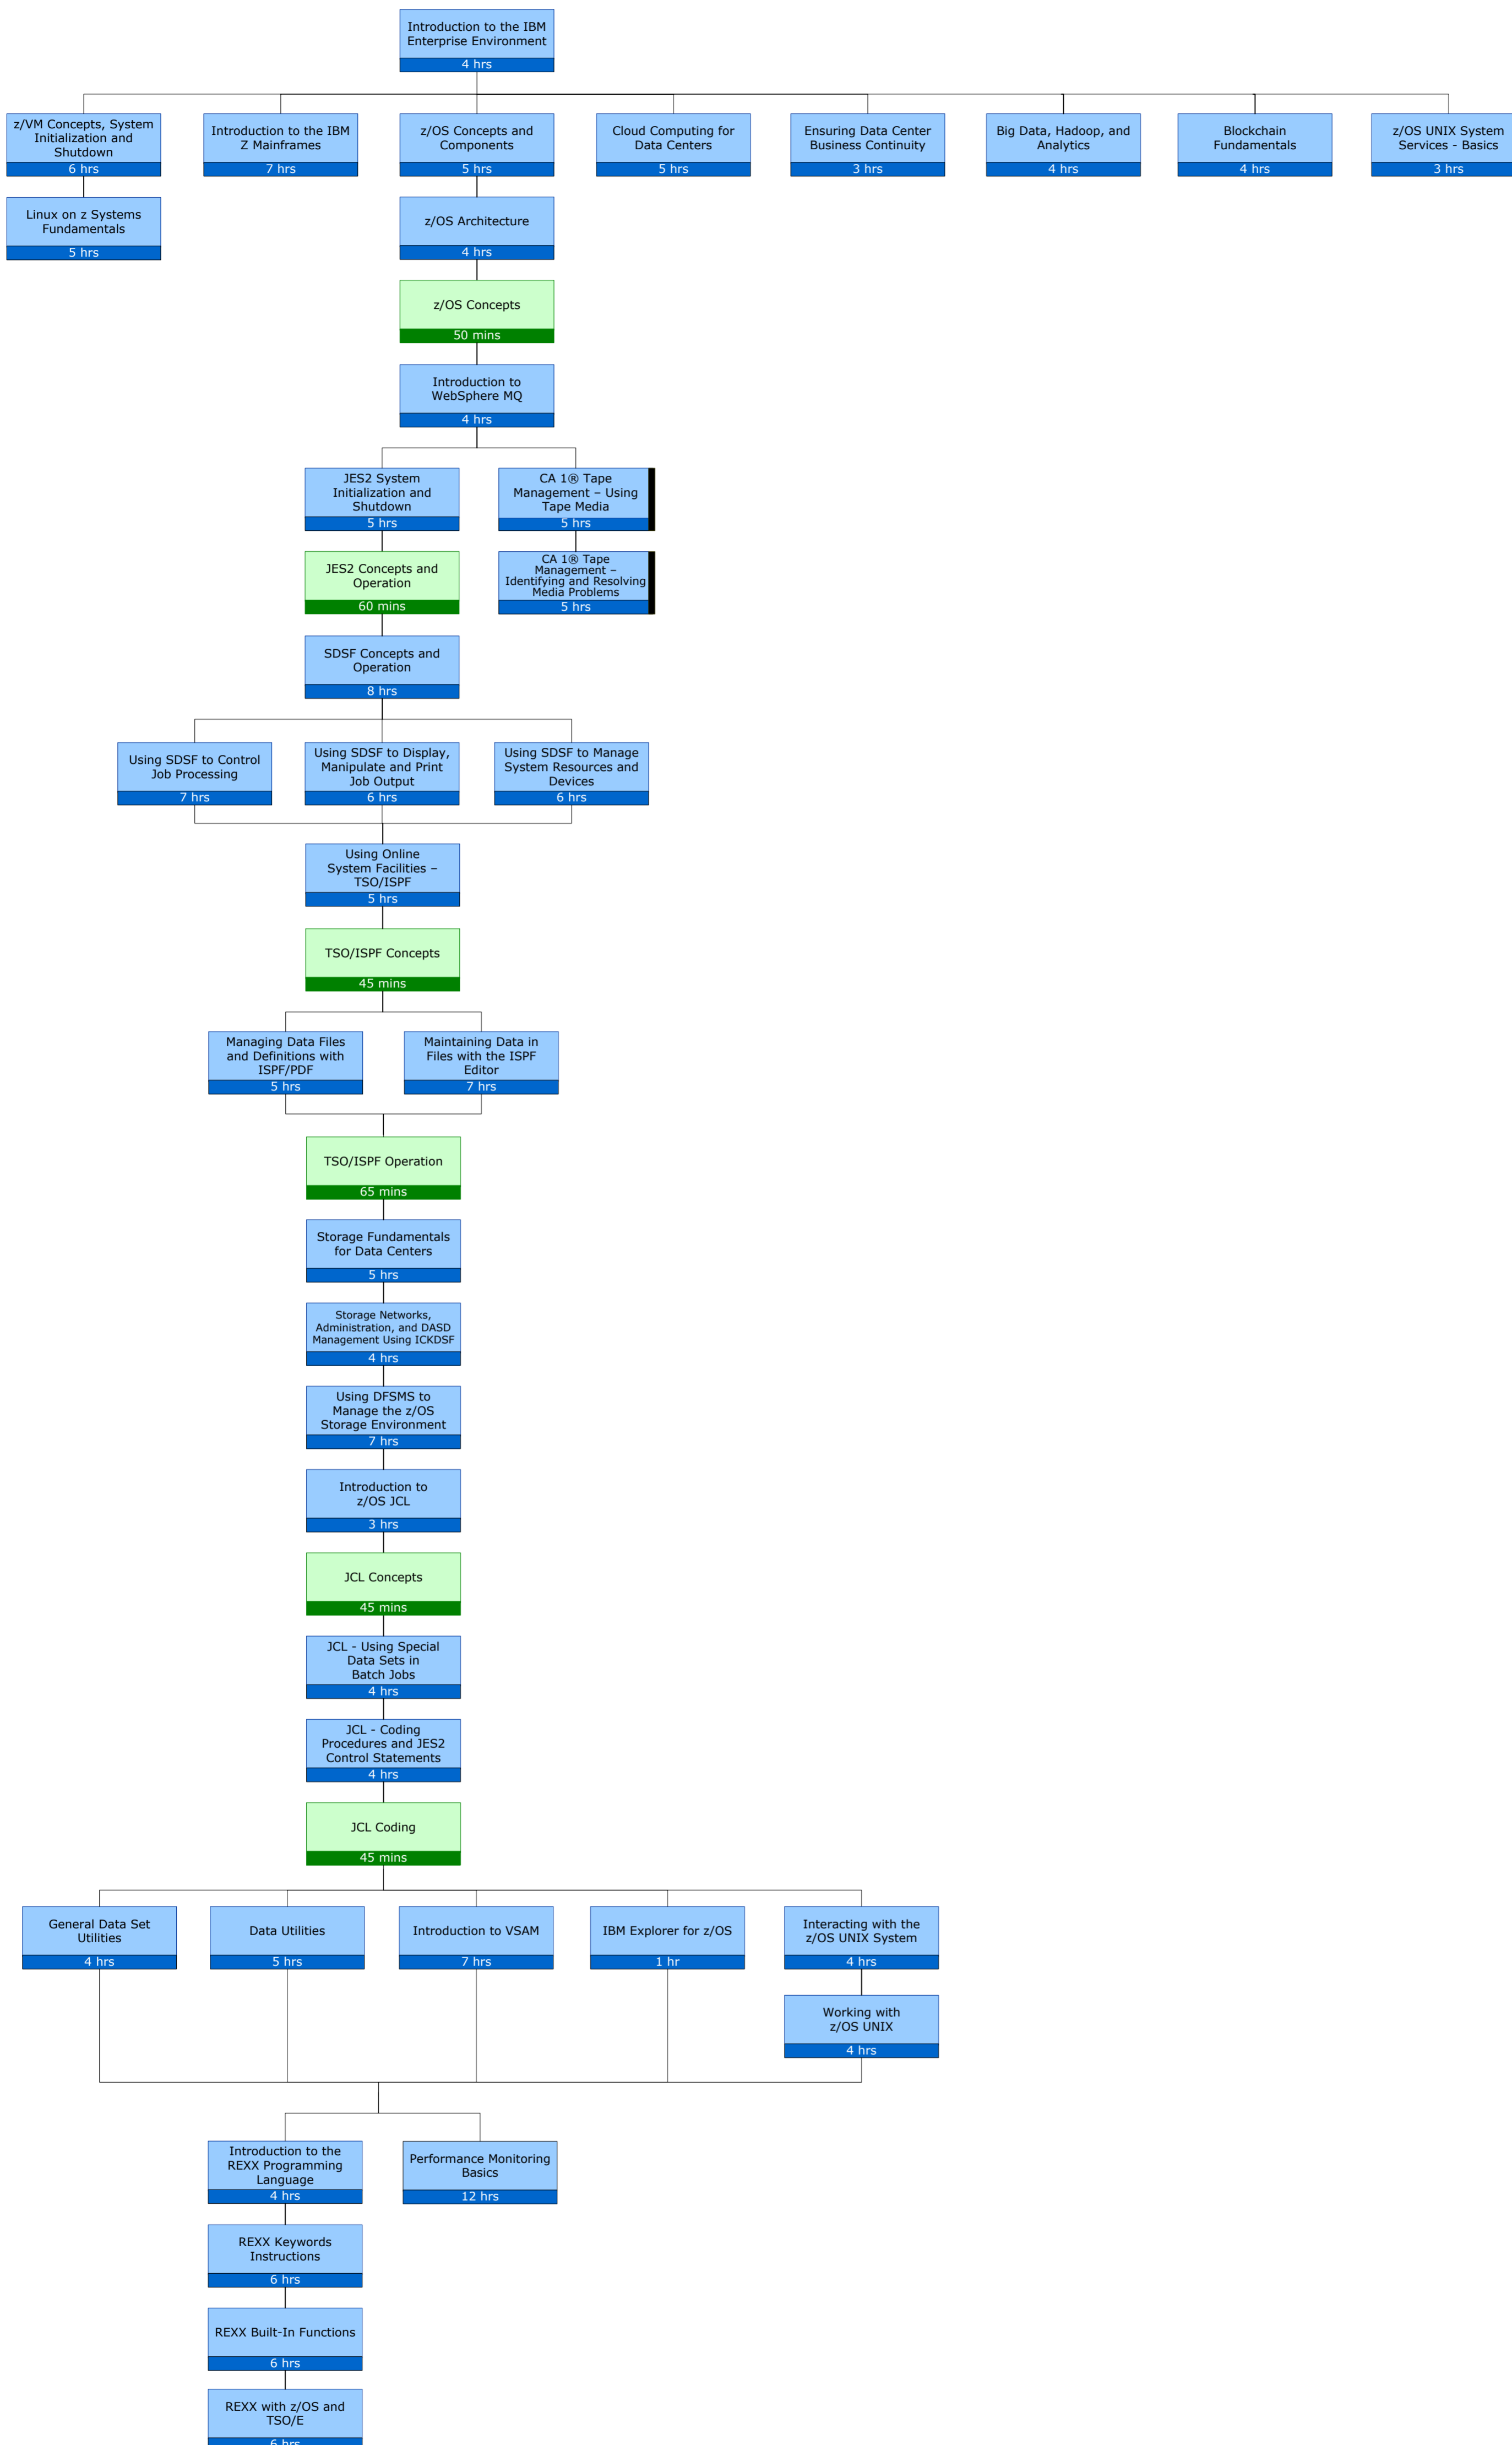 Introduction to the IBM
Enterprise Environment
4 hrs
z/VM Concepts, System
Initialization and
Shutdown
6 hrs
Introduction to the IBM
Z Mainframes
7 hrs
z/OS Concepts and
Components
5 hrs
Cloud Computing for
Data Centers
5 hrs
Ensuring Data Center
Business Continuity
3 hrs
Big Data, Hadoop, and
Analytics
4 hrs
Blockchain
Fundamentals
4 hrs
z/OS UNIX System
Services - Basics
3 hrs
Linux on z Systems
Fundamentals
5 hrs
z/OS Architecture
4 hrs
z/OS Concepts
50 mins
Introduction to
WebSphere MQ
4 hrs
JES2 System
Initialization and
Shutdown
5 hrs
CA 1® Tape
Management – Using
Tape Media
5 hrs
JES2 Concepts and
Operation
60 mins
CA 1® Tape
Management –
Identifying and Resolving
Media Problems
5 hrs
SDSF Concepts and
Operation
8 hrs
Using SDSF to Control
Job Processing
7 hrs
Using SDSF to Display,
Manipulate and Print
Job Output
6 hrs
Using SDSF to Manage
System Resources and
Devices
6 hrs
Using Online
System Facilities –
TSO/ISPF
5 hrs
TSO/ISPF Concepts
45 mins
Managing Data Files
and Definitions with
ISPF/PDF
5 hrs
Maintaining Data in
Files with the ISPF
Editor
7 hrs
TSO/ISPF Operation
65 mins
Storage Fundamentals
for Data Centers
5 hrs
Storage Networks,
Administration, and DASD
Management Using ICKDSF
4 hrs
Using DFSMS to
Manage the z/OS
Storage Environment
7 hrs
Introduction to
z/OS JCL
3 hrs
JCL Concepts
45 mins
JCL - Using Special
Data Sets in
Batch Jobs
4 hrs
JCL - Coding
Procedures and JES2
Control Statements
4 hrs
JCL Coding
45 mins
General Data Set
Utilities
4 hrs
Data Utilities
5 hrs
Introduction to VSAM
7 hrs
IBM Explorer for z/OS
1 hr
Interacting with the
z/OS UNIX System
4 hrs
Working with
z/OS UNIX
4 hrs
Introduction to the
REXX Programming
Language
4 hrs
Performance Monitoring
Basics
12 hrs
REXX Keywords
Instructions
6 hrs
REXX Built-In Functions
6 hrs
REXX with z/OS and
TSO/E
6 hrs